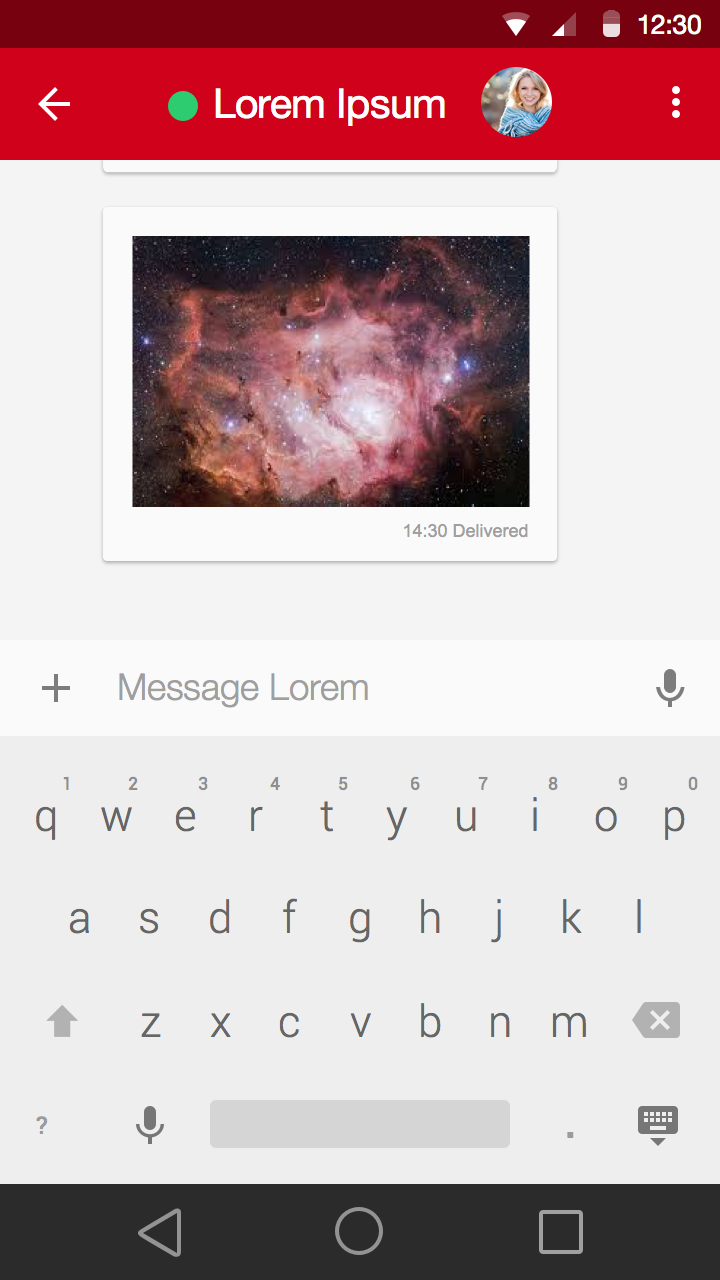 12:30
Lorem Ipsum
14:30 Delivered
Message Lorem
1 2 3 4 5 6 7 8 9 0
q w e r t y u i o p
a s d f g h j k l
z x c v b n m
? .